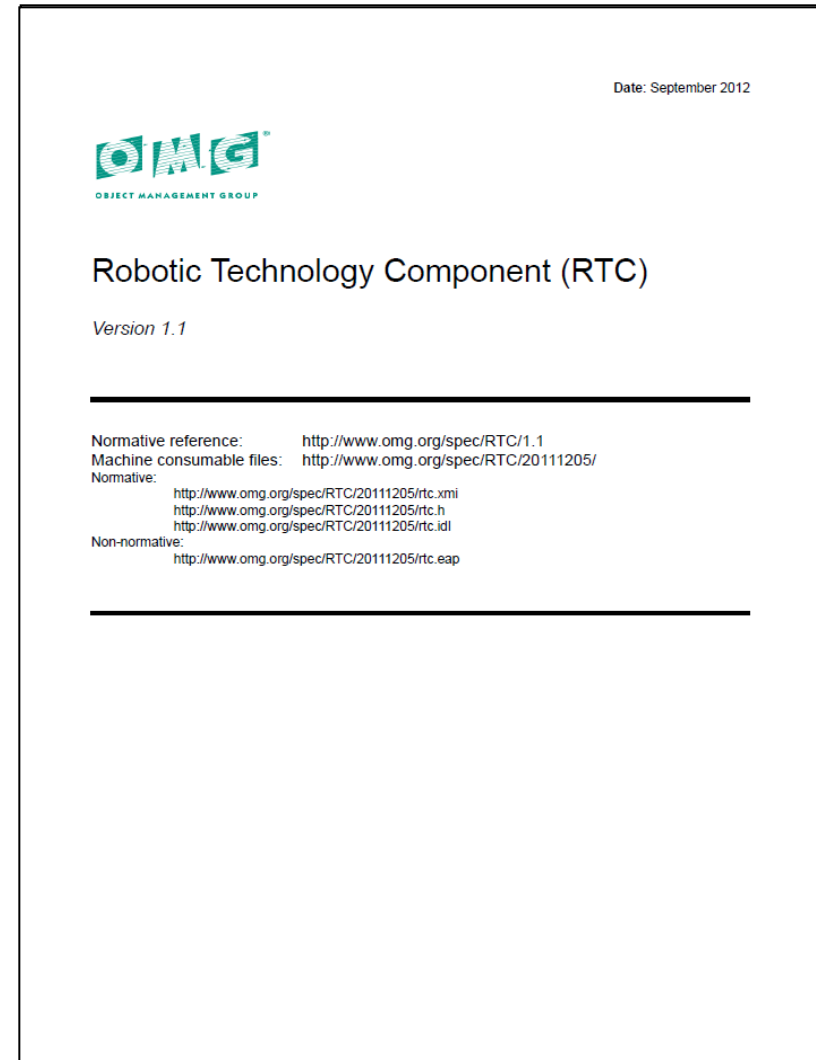 Date: September 2012
OMG®
OBJECT MANAGEMENT GROUP
Robotic Technology Component (RTC)
Version 1.1
Normative reference: http://www.omg.org/spec/RTC/1.1
Machine consumable files: http://www.omg.org/spec/RTC/20111205/
Normative:
http://www.omg.org/spec/RTC/20111205/rtc.xmi
http://www.omg.org/spec/RTC/20111205/rtc.h
http://www.omg.org/spec/RTC/20111205/rtc.idl
Non-normative:
http://www.omg.org/spec/RTC/20111205/rtc.eap